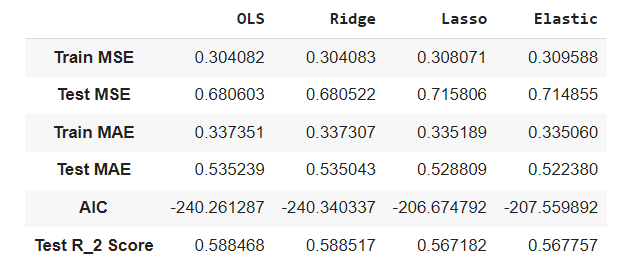 OLS Ridge Lasso Elastic
Train MSE 0.304082 0.304083 0.308071 0.309588
Test MSE 0.680603 0.680522 0.715806 0.714855
Train MAE 0.337351 0.337307 0.335189 0.335060
Test MAE 0.535239 0.535043 0.528809 0.522380
AIC -240.261287 -240.340337 -206.674792 -207.559892
Test R_2 Score 0.588468 0.588517 0.567182 0.567757